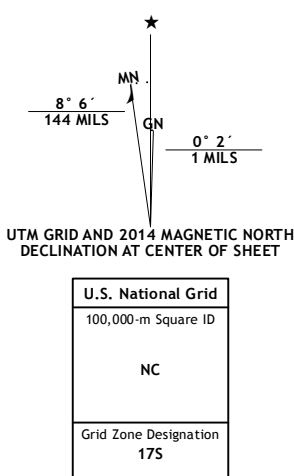 ★
MN
8° 6´
144 MILS
GN
0° 2´
1 MILS
UTM GRID AND 2014 MAGNETIC NORTH
DECLINATION AT CENTER OF SHEET
U.S. National Grid
100,000-m Square ID
NC
Grid Zone Designation
17S